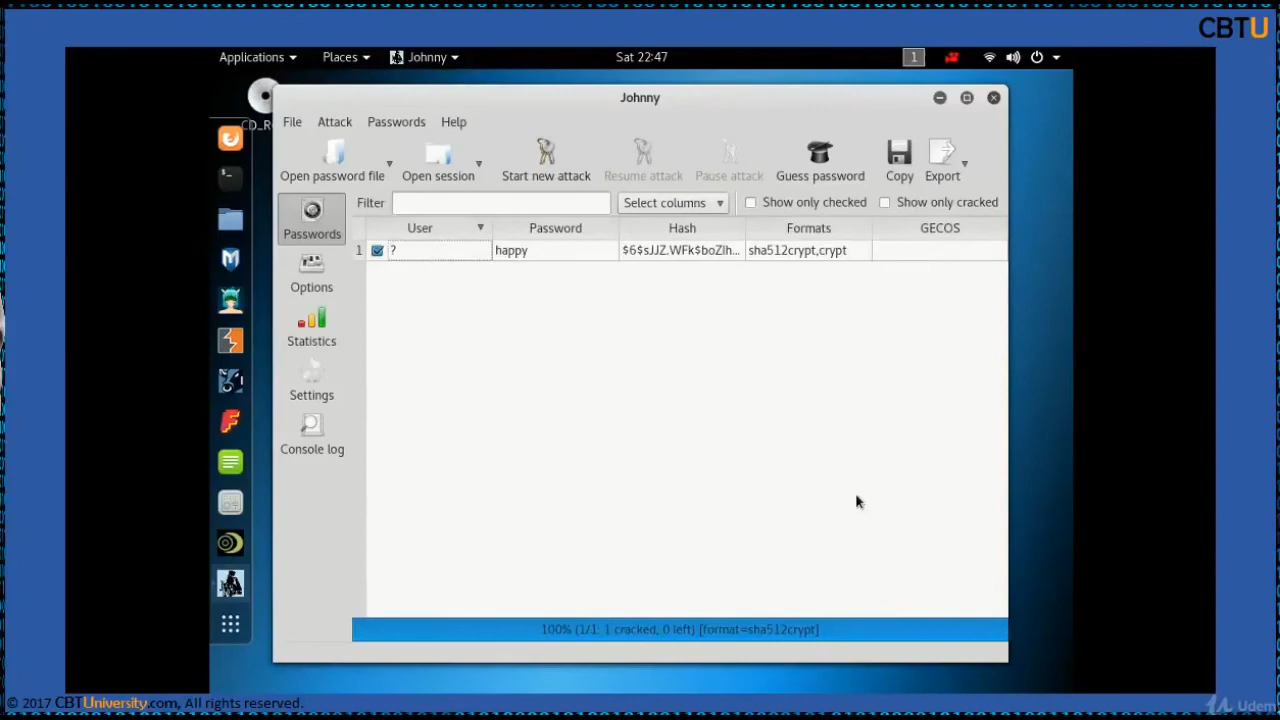 CBTU
Applications Places Johnny Sat 22:47 1
CD_R
Johnny
File Attack Passwords Help
Open password file Open session Start new attack Resume attack Pause attack Guess password Copy Export
Filter Select columns Show only checked Show only cracked
Passwords
User Password Hash Formats GECOS
1 ? happy $6$sJJZ.WFk$boZlh... sha512crypt,crypt
Options
Statistics
Settings
Console log
100% (1/1: 1 cracked, 0 left) [format=sha512crypt]
© 2017 CBTUniversity.com, All rights reserved.
Udem